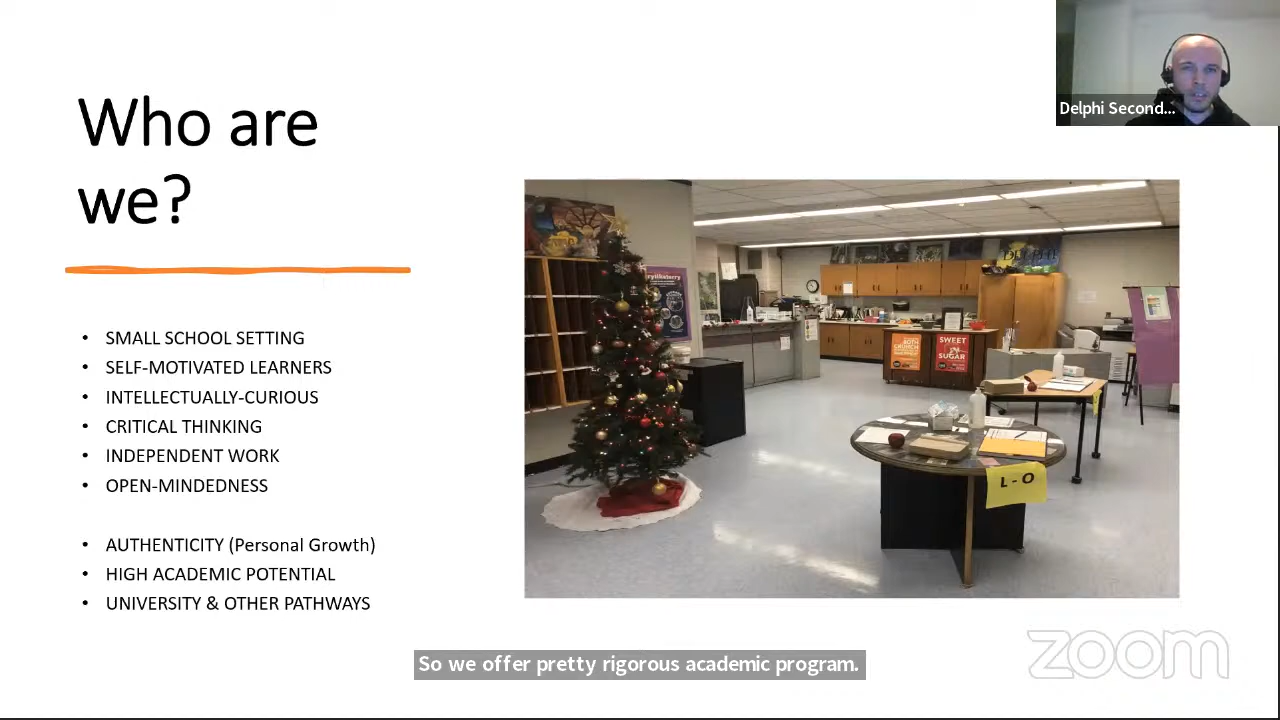 Who are
we?
Delphi Second...
• SMALL SCHOOL SETTING
• SELF-MOTIVATED LEARNERS
• INTELLECTUALLY-CURIOUS
• CRITICAL THINKING
• INDEPENDENT WORK
• OPEN-MINDEDNESS
• AUTHENTICITY (Personal Growth)
• HIGH ACADEMIC POTENTIAL
• UNIVERSITY & OTHER PATHWAYS
DELPHI
SWEET
SUGAR
L - O
So we offer pretty rigorous academic program.
zoom